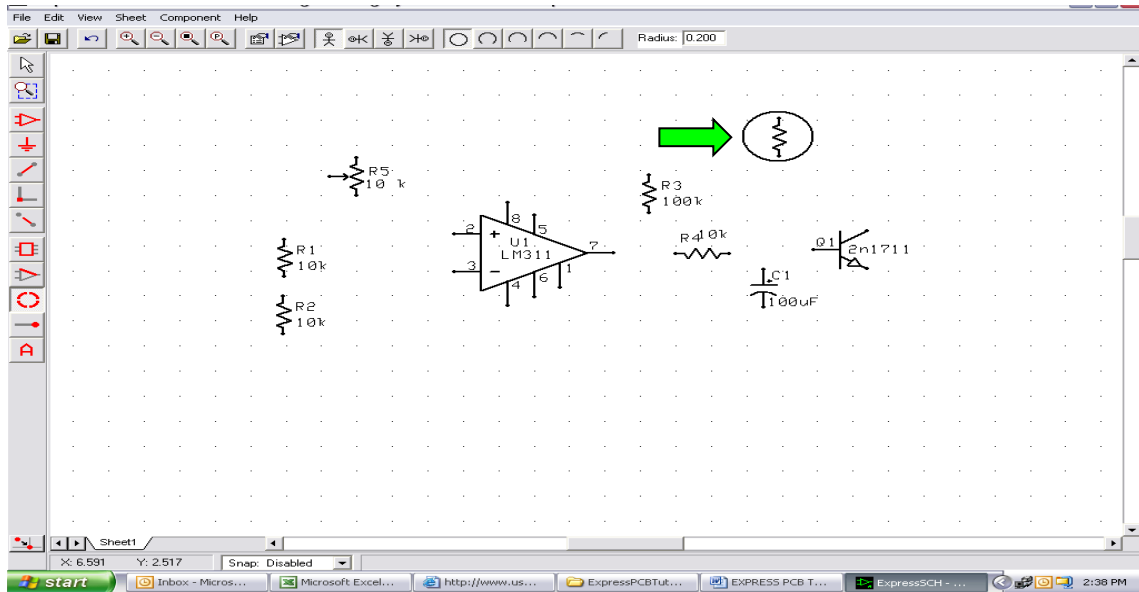 File Edit View Sheet Component Help
Radius: 0.200
R5
10 k
R3
100k
8
5
2
+
U1
LM311
7
3
−
1
6
4
R4 10k
Q1
2n1711
R1
10k
C1
+
100uF
R2
10k
A
Sheet1
X: 6.591 Y: 2.517 Snap: Disabled
start Inbox - Micros... Microsoft Excel... http://www.us... ExpressPCBTut... EXPRESS PCB T... ExpressSCH - ... 2:38 PM